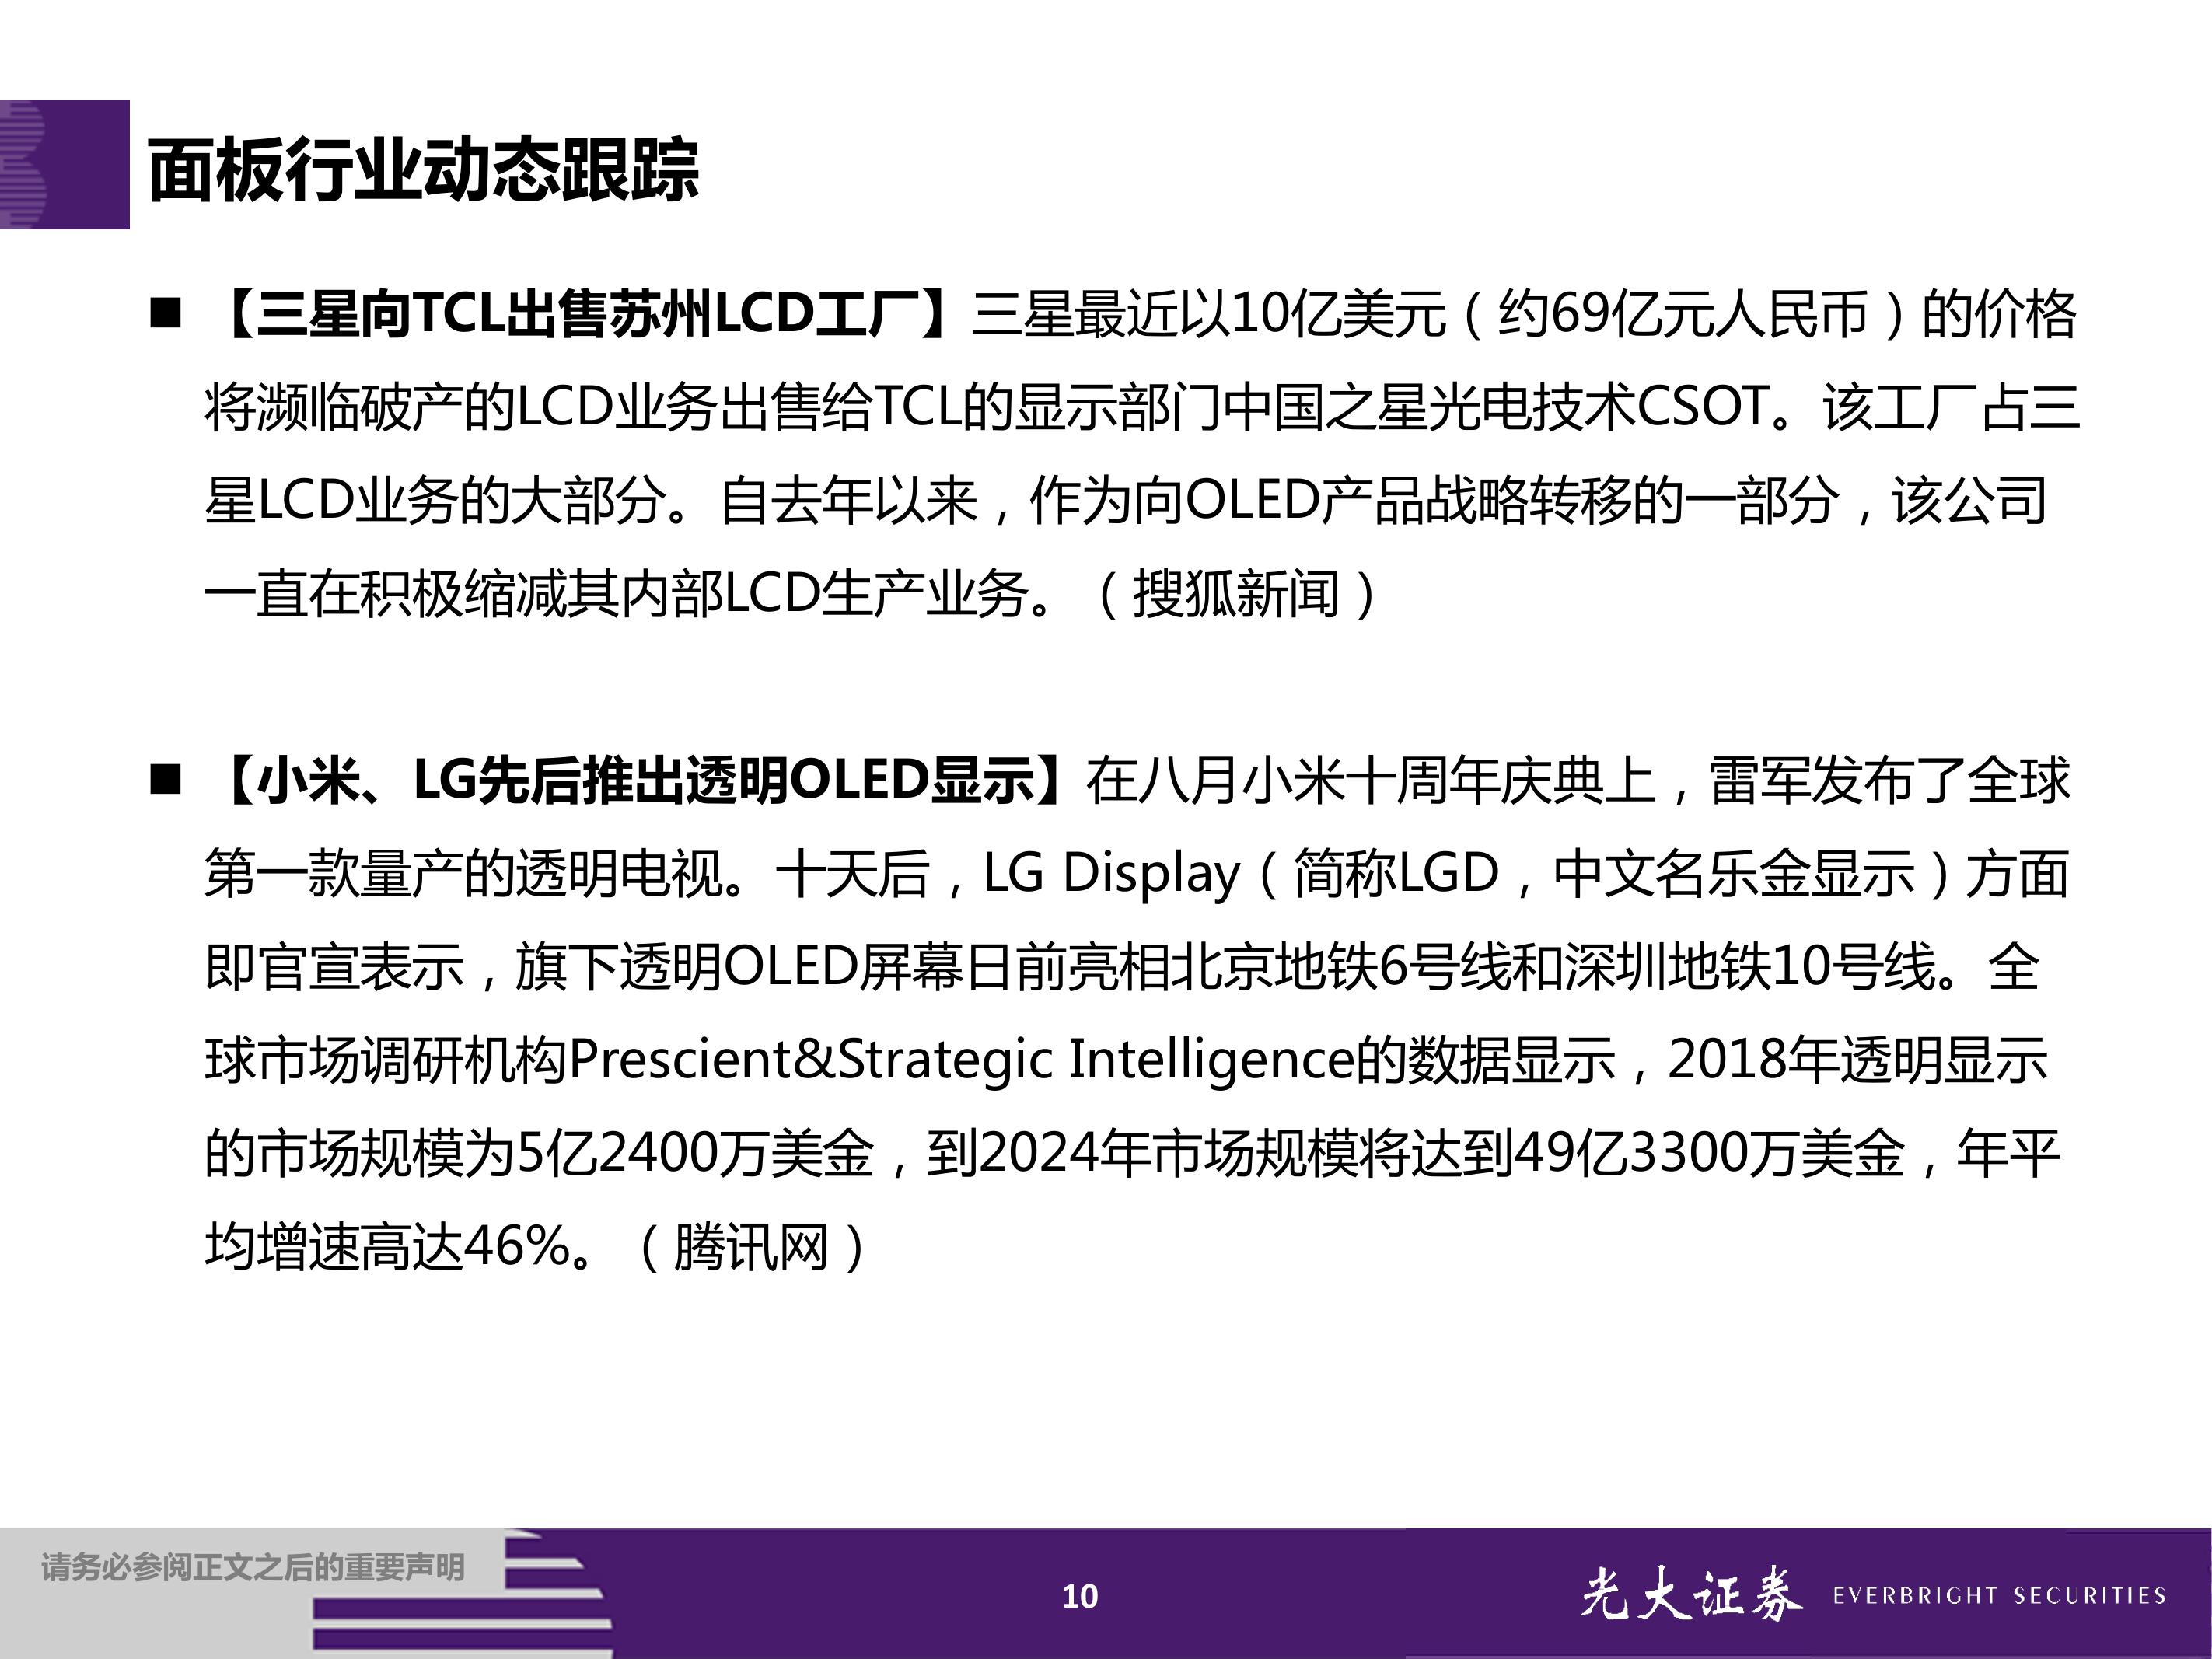 面板行业动态跟踪
■ 【三星向TCL出售苏州LCD工厂】三星最近以10亿美元（约69亿元人民币）的价格
将濒临破产的LCD业务出售给TCL的显示部门中国之星光电技术CSOT。该工厂占三
星LCD业务的大部分。自去年以来，作为向OLED产品战略转移的一部分，该公司
一直在积极缩减其内部LCD生产业务。（搜狐新闻）
■ 【小米、LG先后推出透明OLED显示】在八月小米十周年庆典上，雷军发布了全球
第一款量产的透明电视。十天后，LG Display（简称LGD，中文名乐金显示）方面
即官宣表示，旗下透明OLED屏幕日前亮相北京地铁6号线和深圳地铁10号线。全
球市场调研机构Prescient&Strategic Intelligence的数据显示，2018年透明显示
的市场规模为5亿2400万美金，到2024年市场规模将达到49亿3300万美金，年平
均增速高达46%。（腾讯网）
请务必参阅正文之后的重要声明
10
光大证券 EVERBRIGHT SECURITIES